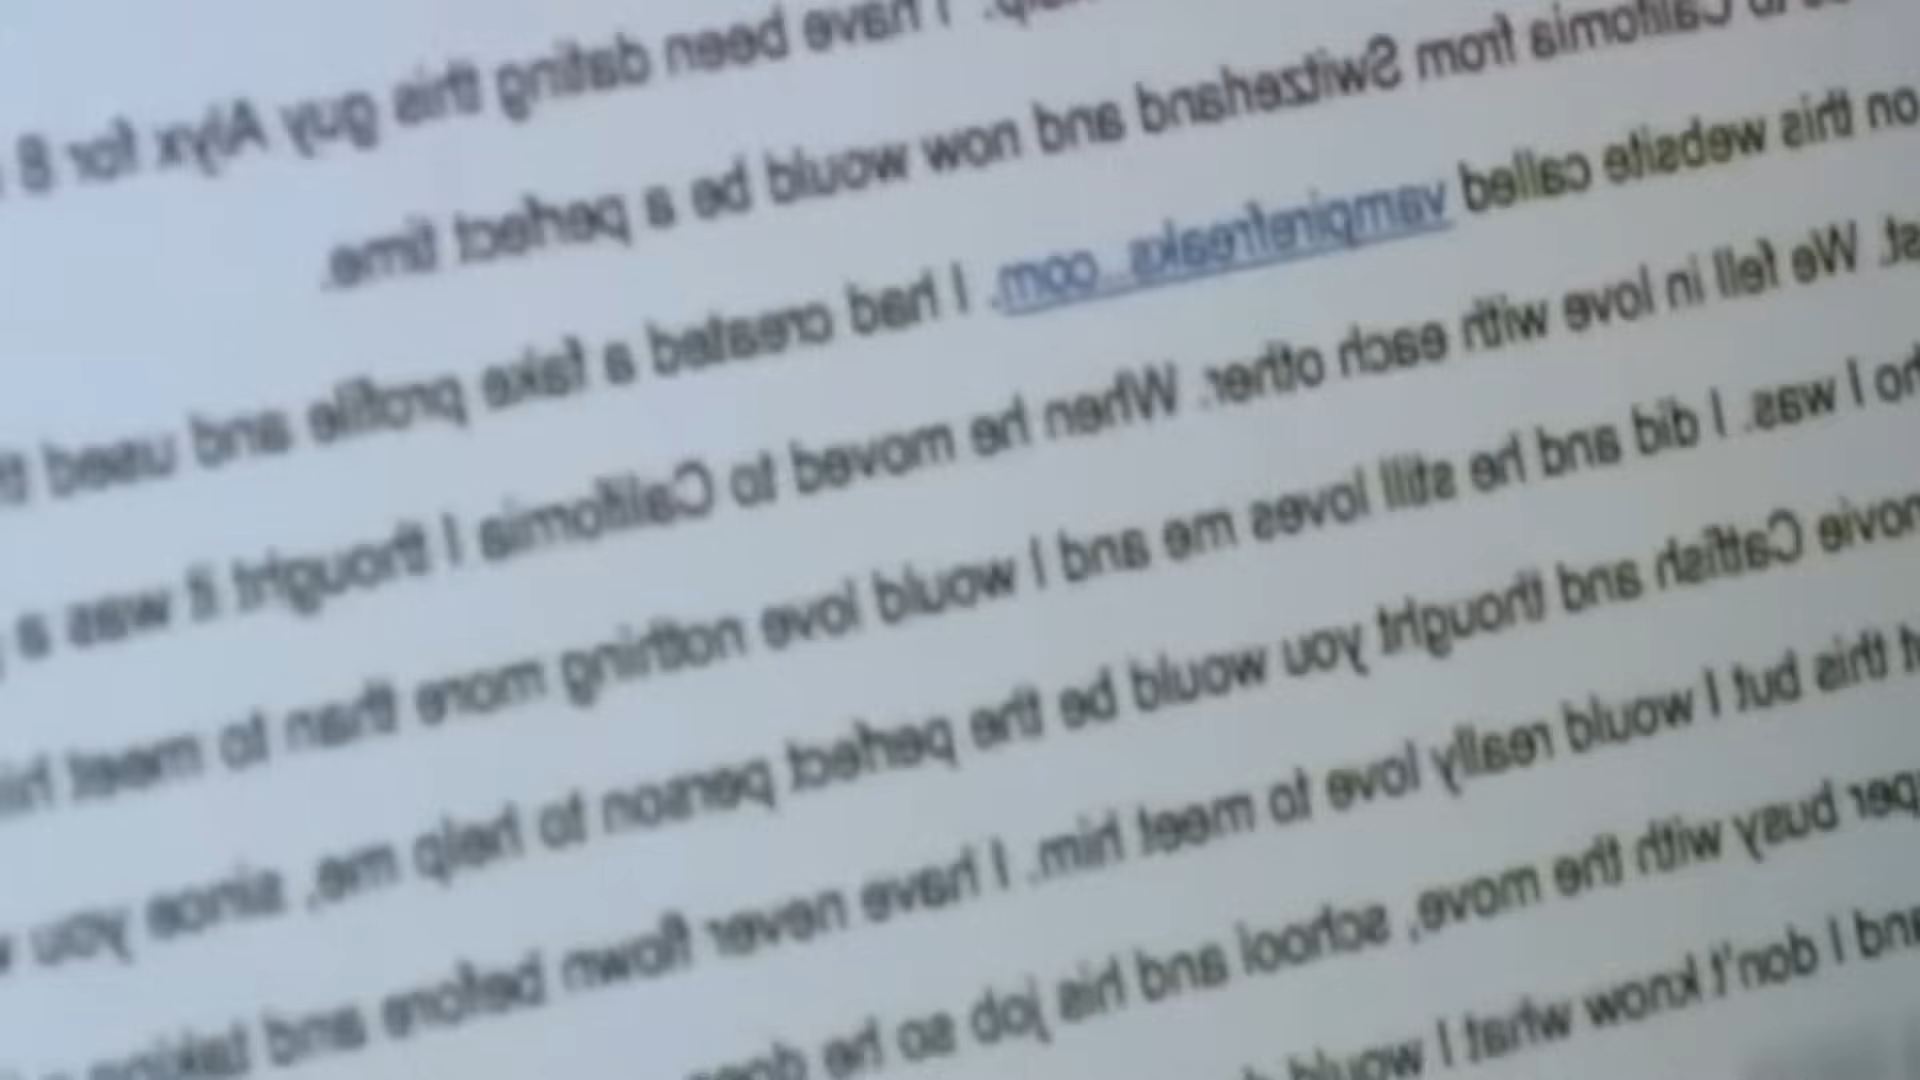 I have been dating this guy Alyx for 8
to California from Switzerland and now would be a perfect time.
on this website called vampirefreaks.com. I had created a fake profile and used
We fell in love with each other. When he moved to California I thought it was a
I was. I did and he still loves me and I would love nothing more than to meet
Catfish and thought you would be the perfect person to help me, since you
this but I would really love to meet him. I have never flown before and taking
busy with the move, school and his job so he
and I don't know what I would